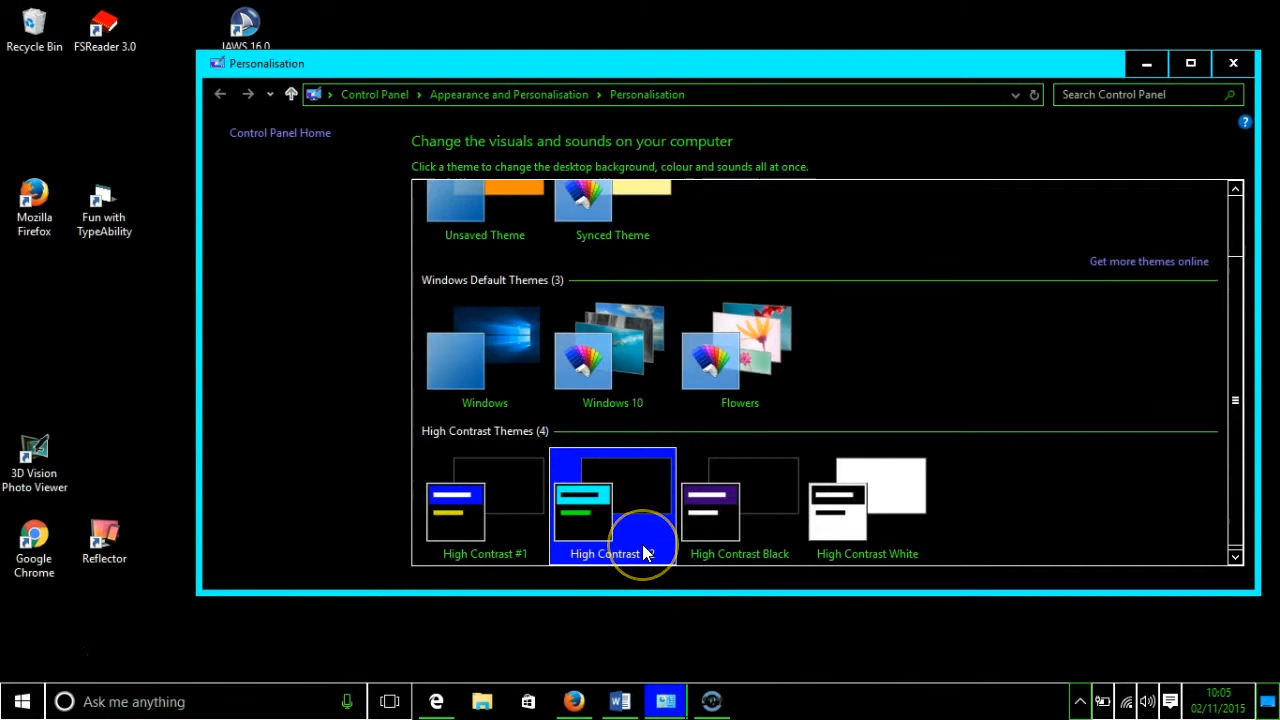 Recycle Bin
FSReader 3.0
JAWS 16.0
Personalisation
Control Panel
Appearance and Personalisation
Personalisation
Search Control Panel
Control Panel Home
Change the visuals and sounds on your computer
Click a theme to change the desktop background, colour and sounds all at once.
Unsaved Theme
Synced Theme
Get more themes online
Windows Default Themes (3)
Windows
Windows 10
Flowers
High Contrast Themes (4)
High Contrast #1
High Contrast
High Contrast Black
High Contrast White
Mozilla
Firefox
Fun with
TypeAbility
3D Vision
Photo Viewer
Google
Chrome
Reflector
Ask me anything
10:05
02/11/2015